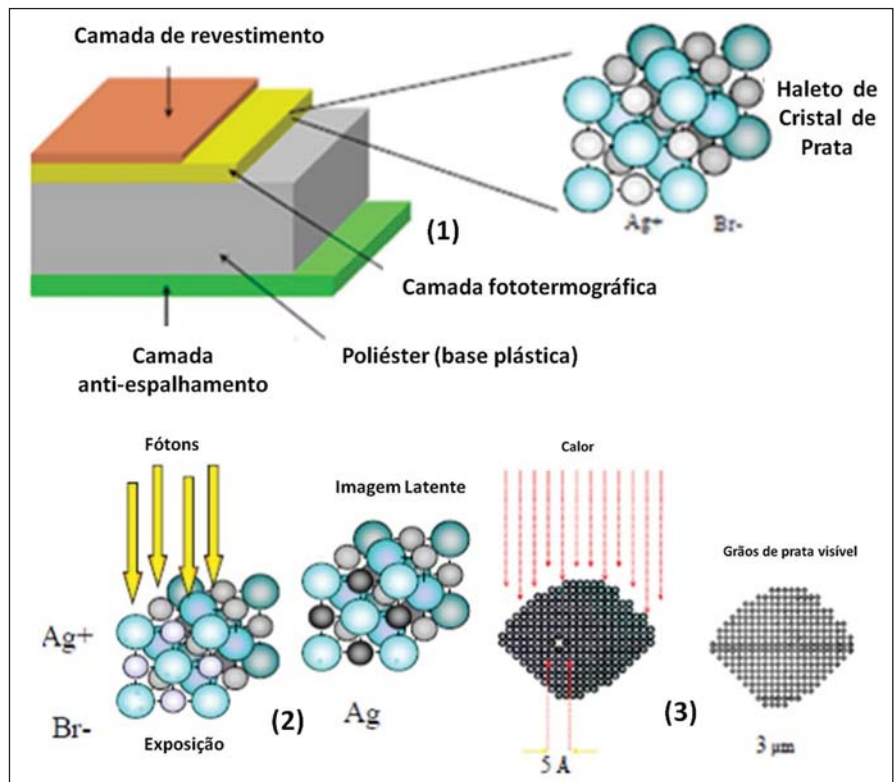 Camada de revestimento
Haleto de
Cristal de
Prata
(1)
Ag+ Br-
Camada fototermográfica
Camada
anti-espalhamento
Poliéster (base plástica)
Fótons
Calor
Imagem Latente
Grãos de prata visível
Ag+
Br-
Exposição
(2)
Ag
(3)
5 A
3 μm